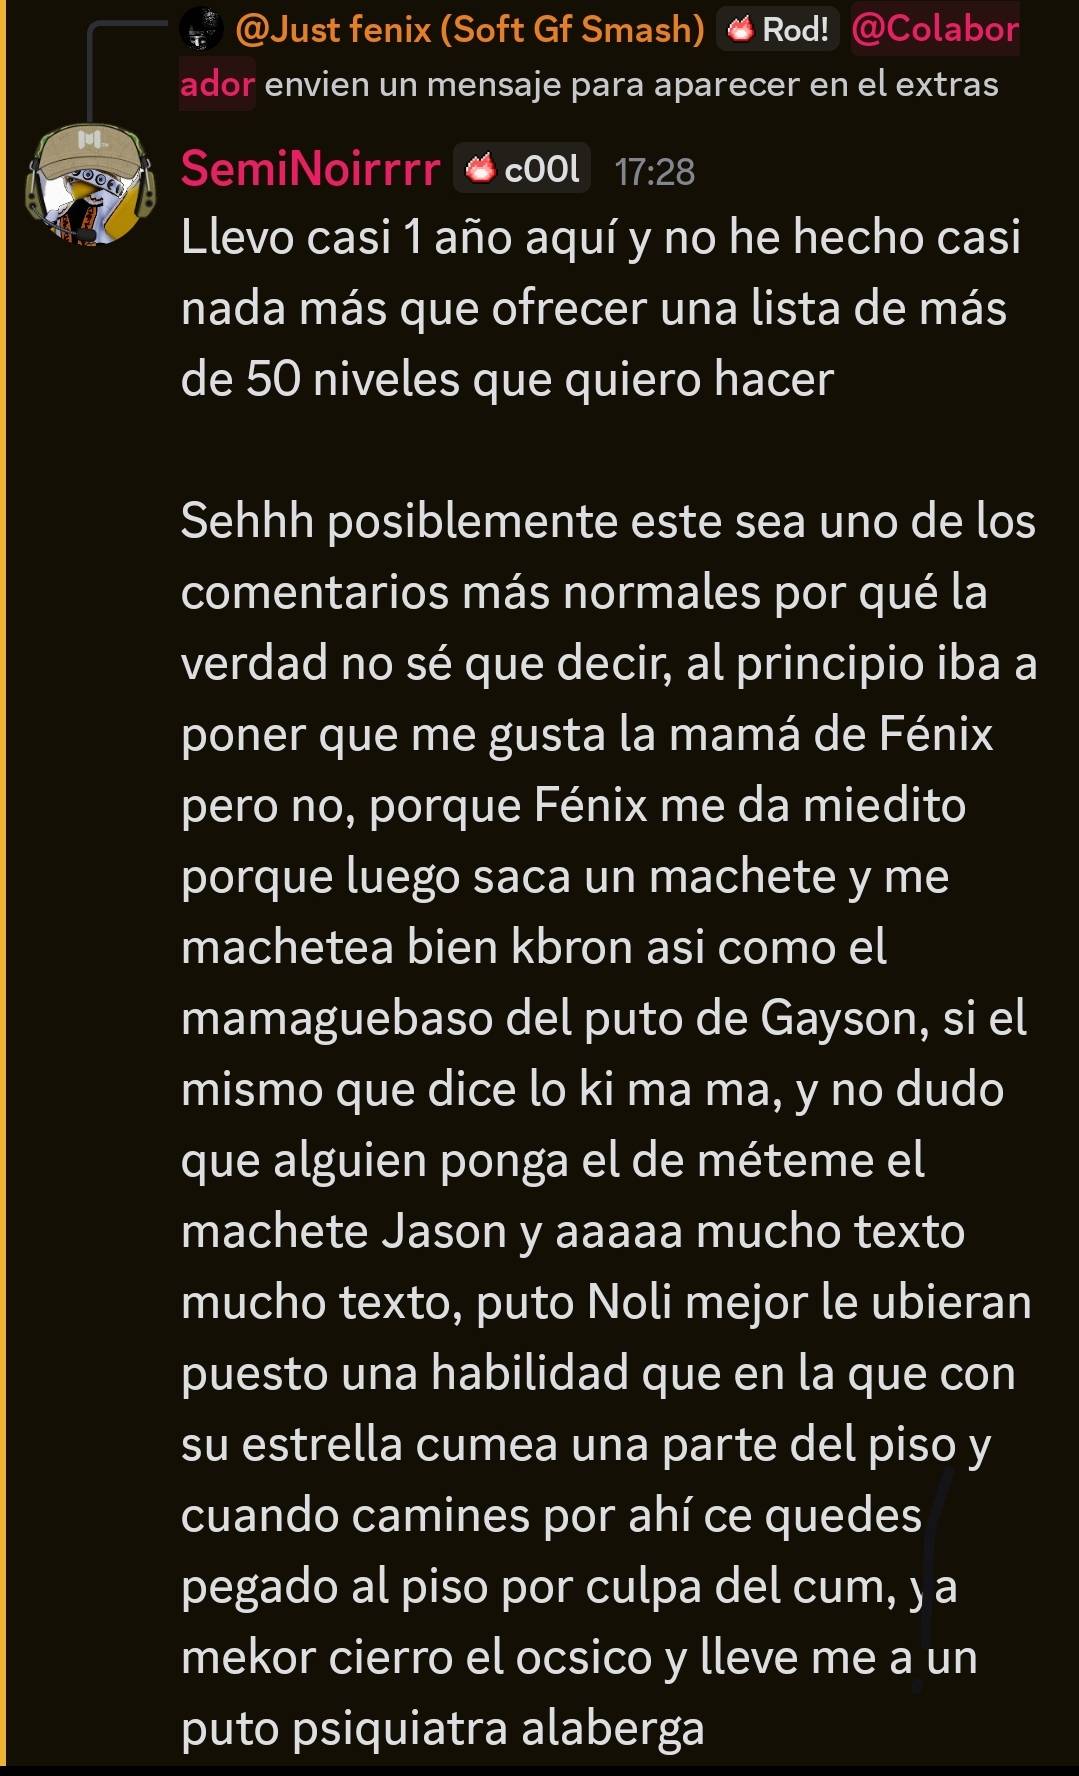 @Just fenix (Soft Gf Smash) Rod! @Colabor
ador envien un mensaje para aparecer en el extras
SemiNoirrrr c00l 17:28
Llevo casi 1 año aquí y no he hecho casi
nada más que ofrecer una lista de más
de 50 niveles que quiero hacer
Sehhh posiblemente este sea uno de los
comentarios más normales por qué la
verdad no sé que decir, al principio iba a
poner que me gusta la mamá de Fénix
pero no, porque Fénix me da miedito
porque luego saca un machete y me
machetea bien kbron asi como el
mamaguebaso del puto de Gayson, si el
mismo que dice lo ki ma ma, y no dudo
que alguien ponga el de méteme el
machete Jason y aaaaa mucho texto
mucho texto, puto Noli mejor le ubieran
puesto una habilidad que en la que con
su estrella cumea una parte del piso y
cuando camines por ahí ce quedes
pegado al piso por culpa del cum, ya
mekor cierro el ocsico y lleve me a un
puto psiquiatra alaberga